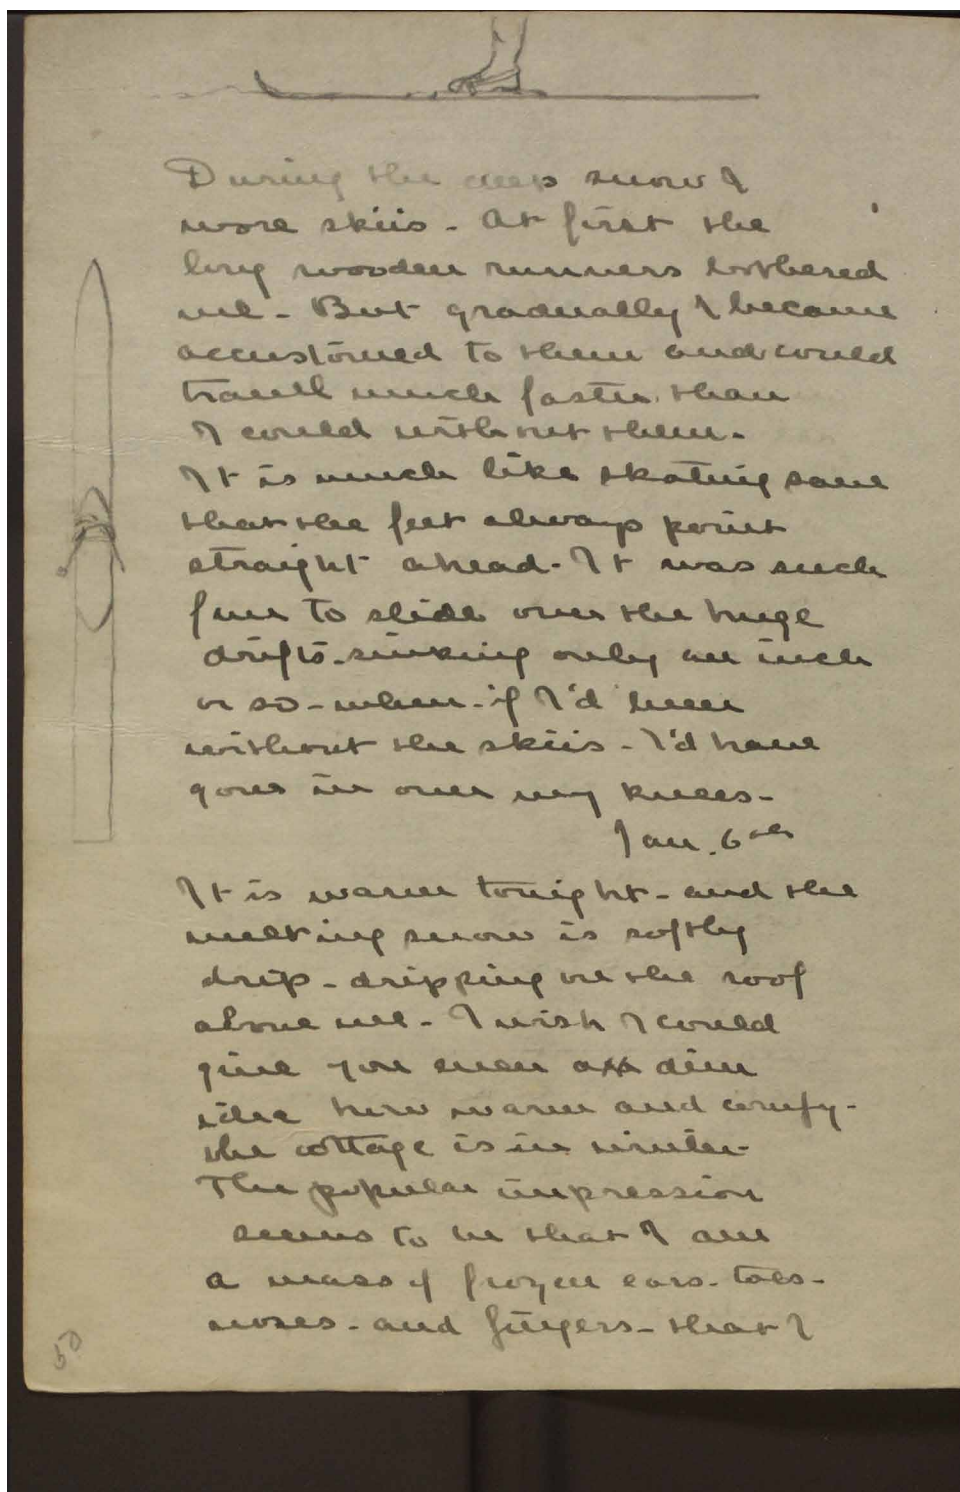 During the deep snow I
wore skiis - At first the
long wooden runners bothered
me - But gradually I became
accustomed to them and could
travell much faster than
I could without them.
It is much like skating save
that the feet always point
straight ahead - It was such
fun to slide over the huge
drifts - sinking only an inch
or so - when - if I'd been
without the skiis - I'd have
gone in over my knees -
Jan. 6th
It is warm tonight - and the
melting snow is softly
drip - dripping on the roof
above me - I wish I could
give you even a dim
idea how warm and comfy -
the cottage is in winter -
The popular impression
seems to be that I am
a mass of frozen ears - toes -
noses - and fingers - that I
50